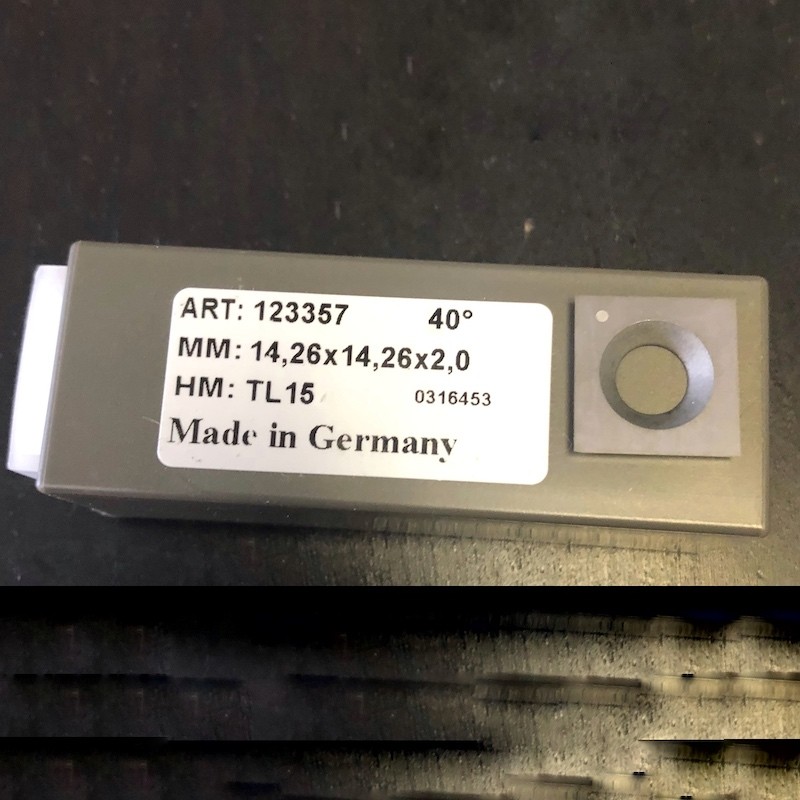 ART: 123357 40°
MM: 14,26x14,26x2,0
HM: TL15 0316453
Made in Germany